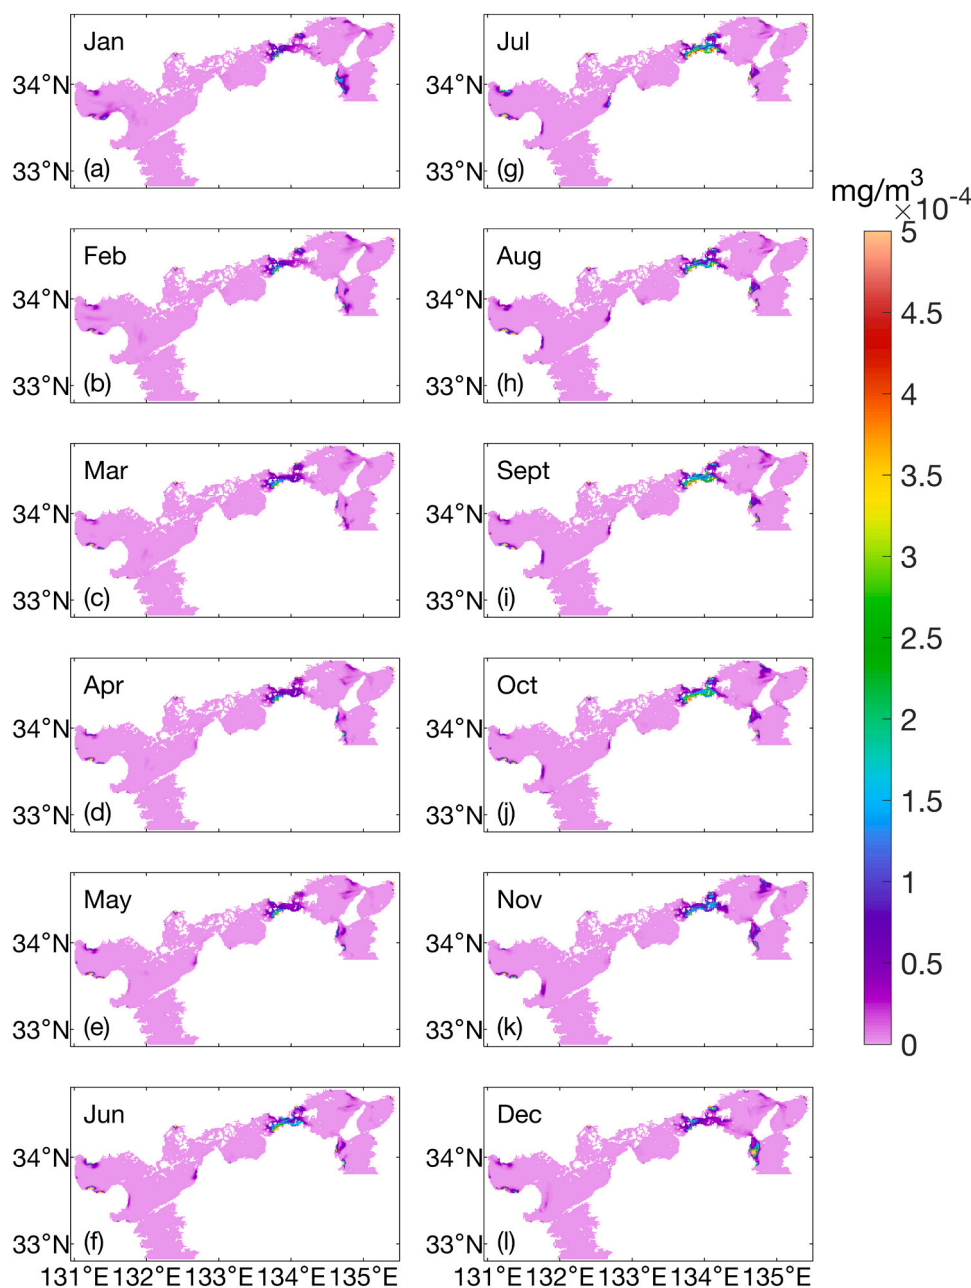 Jan
34°N
33°N
(a)
Jul
34°N
33°N
(g)
mg/m³
×10⁻⁴
Feb
34°N
33°N
(b)
Aug
34°N
33°N
(h)
5
4.5
4
3.5
3
2.5
2
1.5
1
0.5
0
Mar
34°N
33°N
(c)
Sept
34°N
33°N
(i)
Apr
34°N
33°N
(d)
Oct
34°N
33°N
(j)
May
34°N
33°N
(e)
Nov
34°N
33°N
(k)
Jun
34°N
33°N
(f)
Dec
34°N
33°N
(l)
131°E 132°E 133°E 134°E 135°E
131°E 132°E 133°E 134°E 135°E